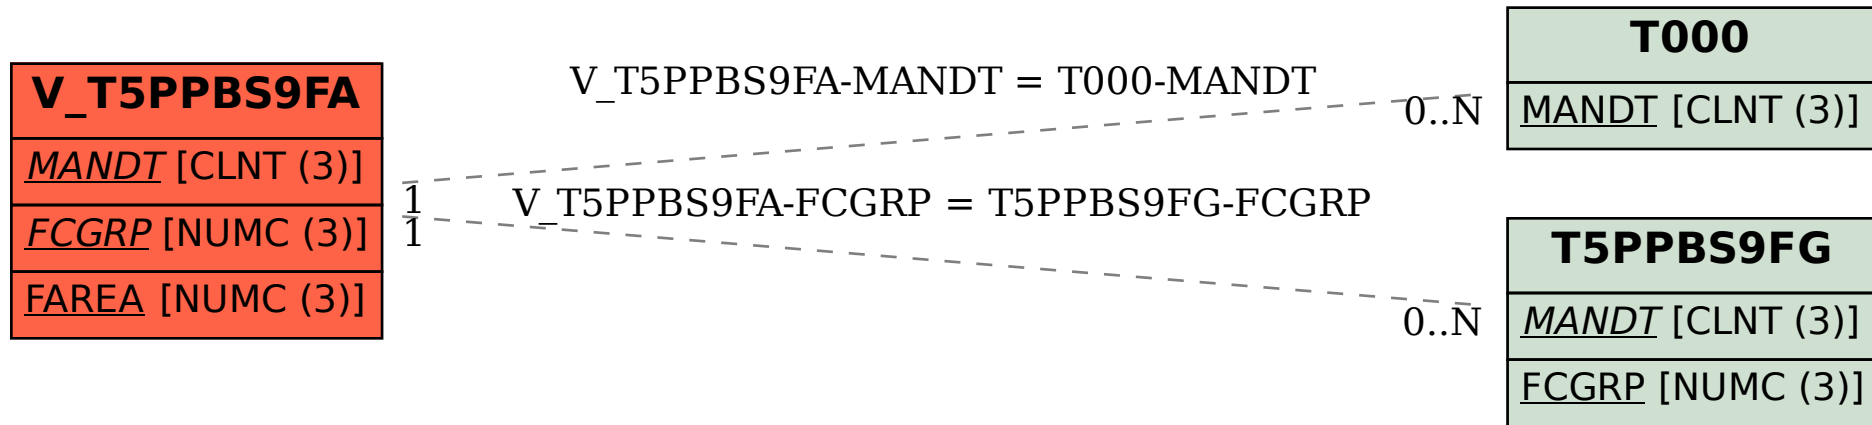 V_T5PPBS9FA
MANDT [CLNT (3)]
FCGRP [NUMC (3)]
FAREA [NUMC (3)]
V_T5PPBS9FA-MANDT = T000-MANDT
0..N
1
V_T5PPBS9FA-FCGRP = T5PPBS9FG-FCGRP
1
0..N
T000
MANDT [CLNT (3)]
T5PPBS9FG
MANDT [CLNT (3)]
FCGRP [NUMC (3)]